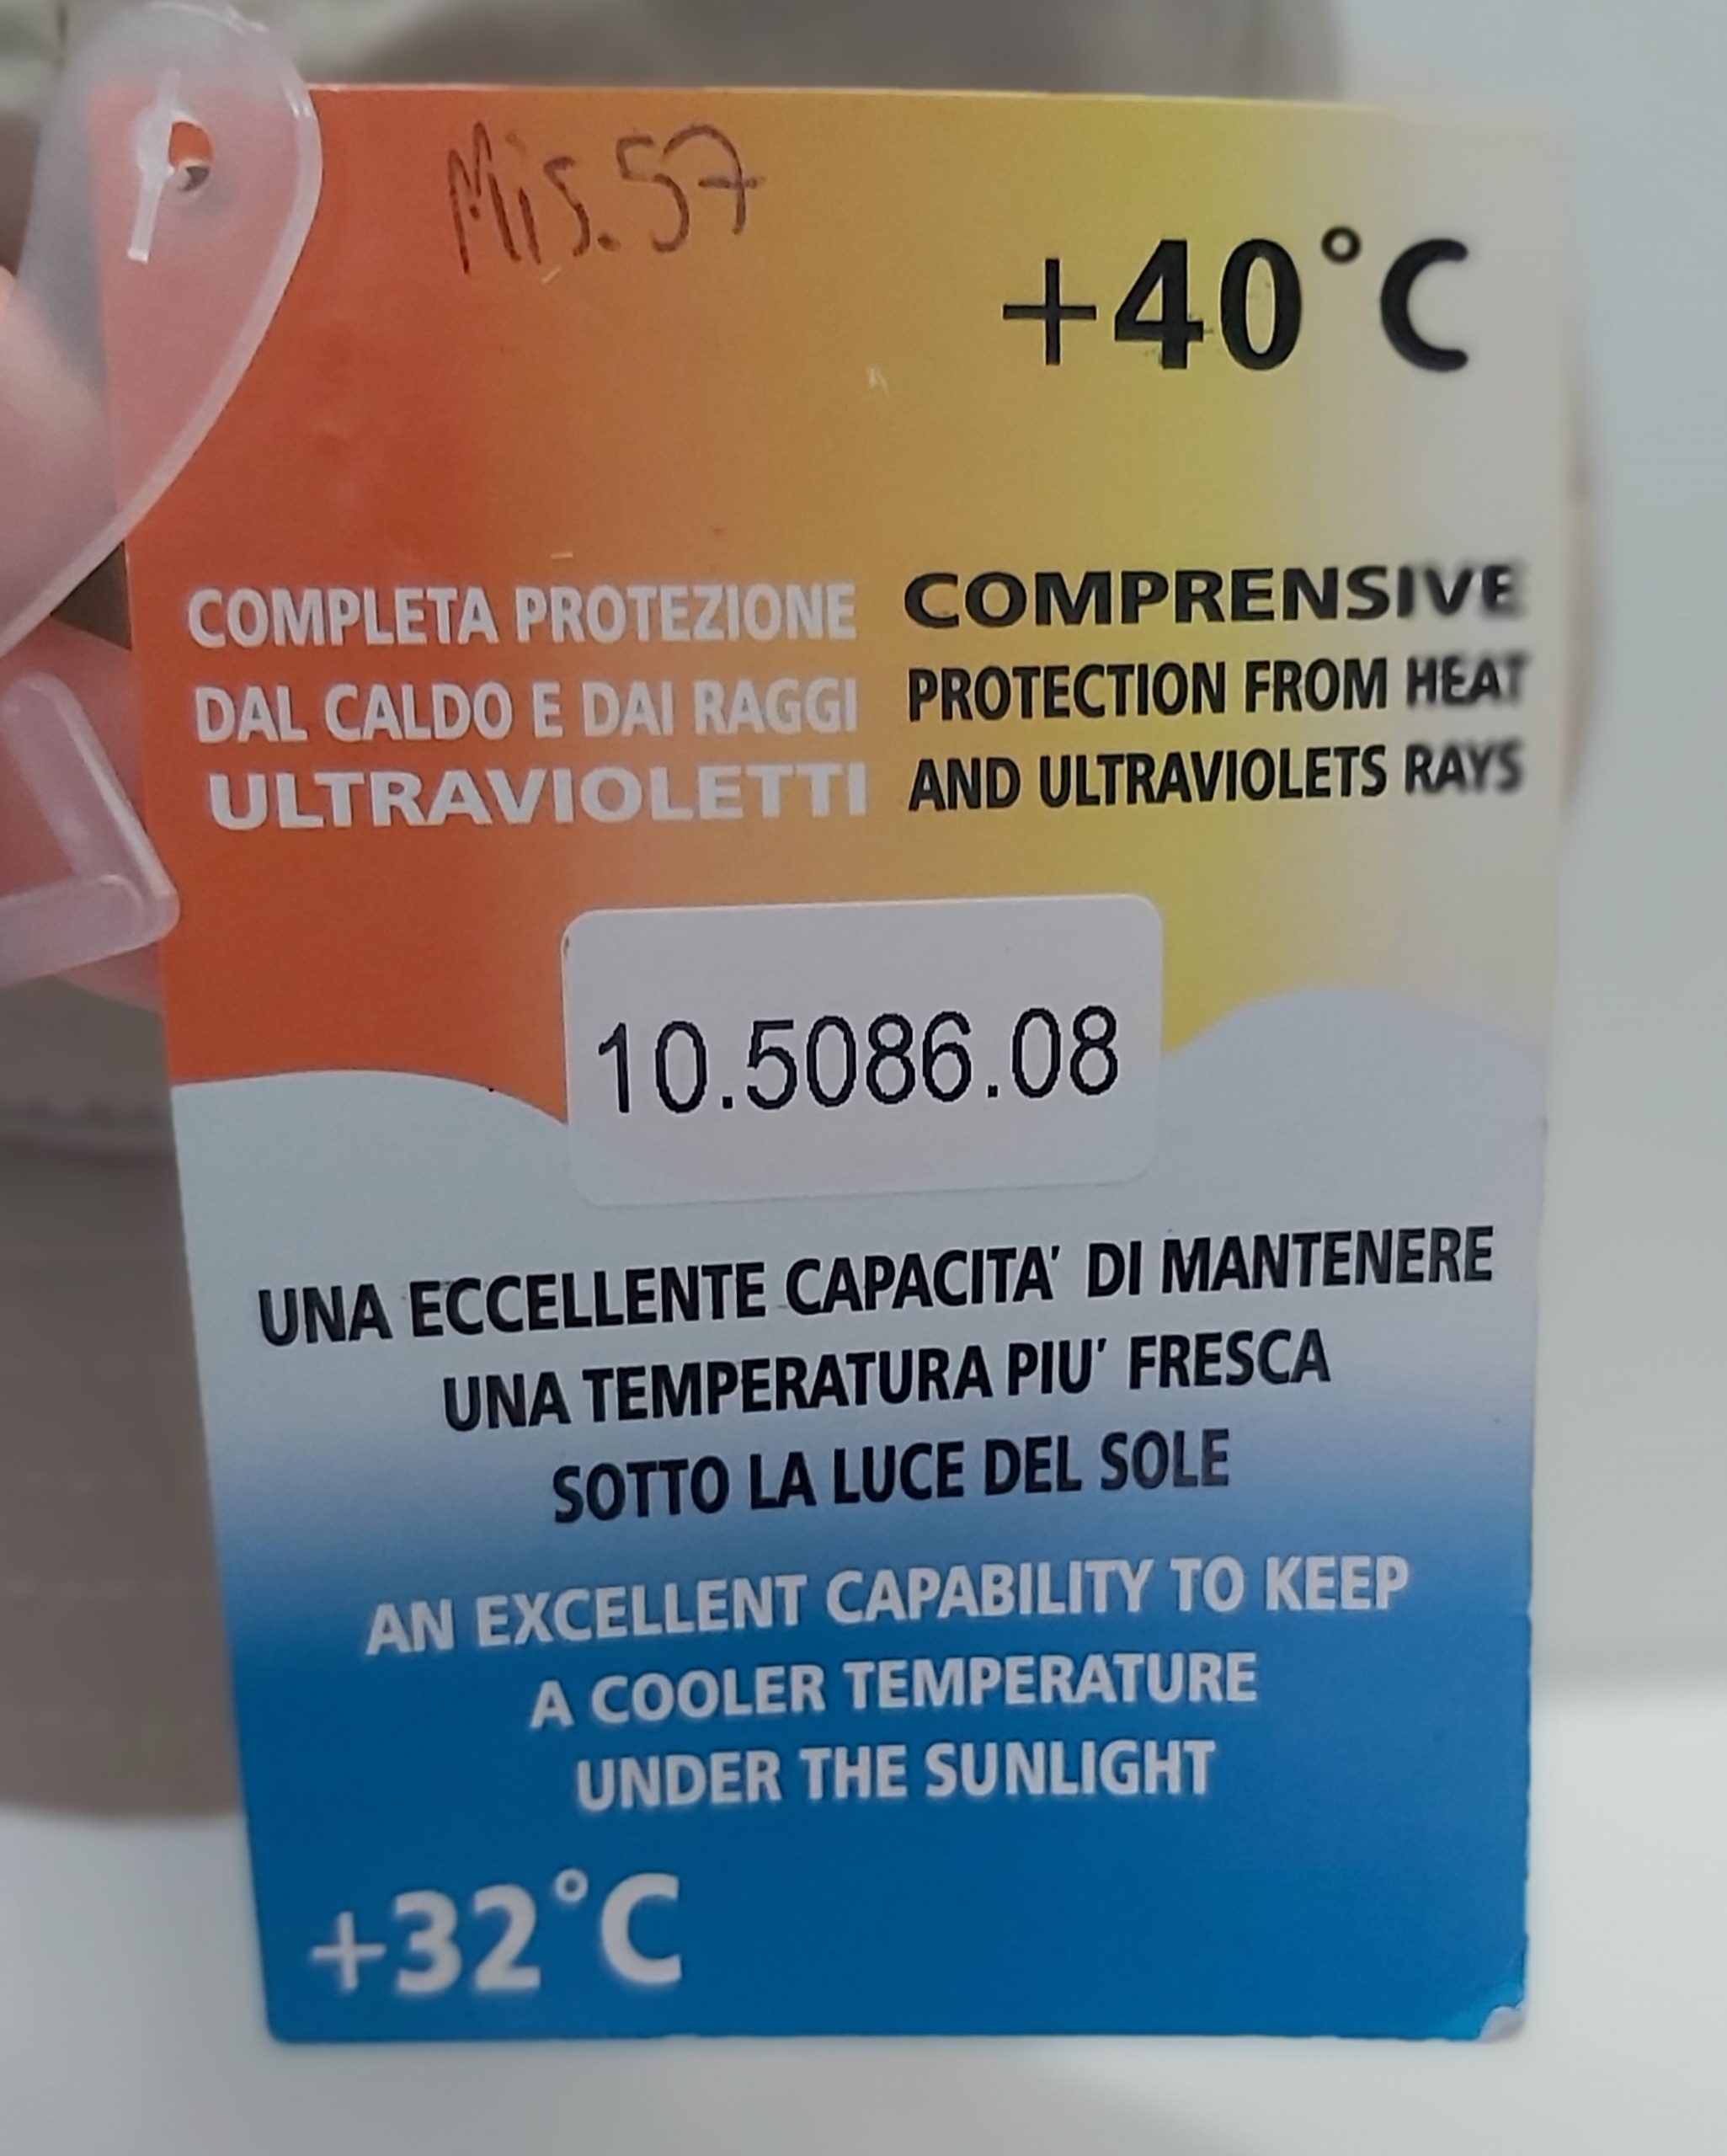 Mis. 57
+40°C
COMPLETA PROTEZIONE
DAL CALDO E DAI RAGGI
ULTRAVIOLETTI
COMPRENSIVE
PROTECTION FROM HEAT
AND ULTRAVIOLETS RAYS
10.5086.08
UNA ECCELLENTE CAPACITA' DI MANTENERE
UNA TEMPERATURA PIU' FRESCA
SOTTO LA LUCE DEL SOLE
AN EXCELLENT CAPABILITY TO KEEP
A COOLER TEMPERATURE
UNDER THE SUNLIGHT
+32°C